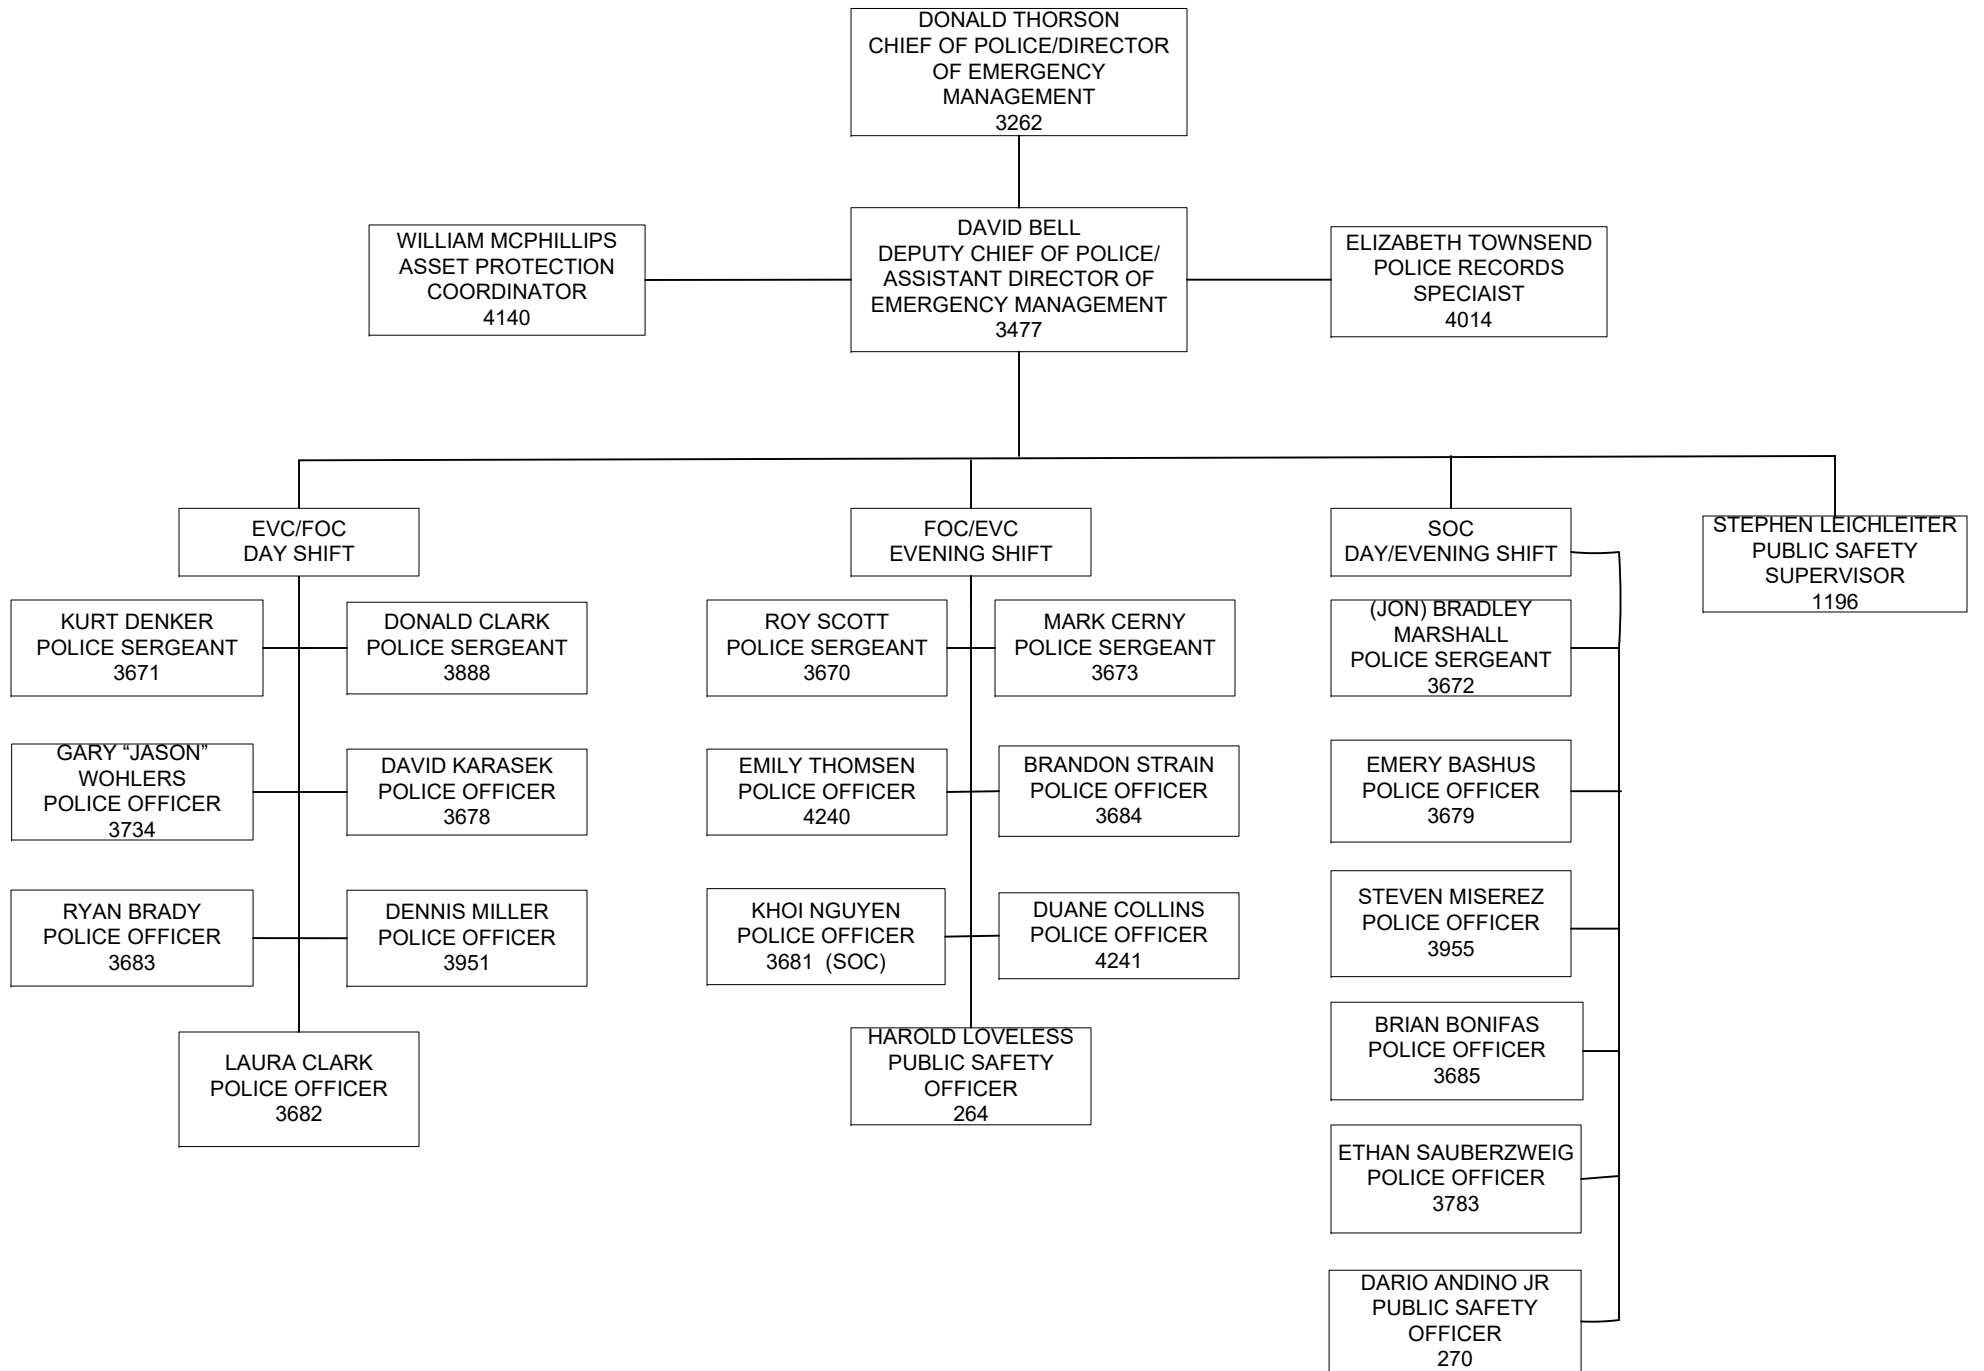 DONALD THORSON
CHIEF OF POLICE/DIRECTOR
OF EMERGENCY
MANAGEMENT
3262
WILLIAM MCPHILLIPS
ASSET PROTECTION
COORDINATOR
4140
DAVID BELL
DEPUTY CHIEF OF POLICE/
ASSISTANT DIRECTOR OF
EMERGENCY MANAGEMENT
3477
ELIZABETH TOWNSEND
POLICE RECORDS
SPECIAIST
4014
EVC/FOC
DAY SHIFT
KURT DENKER
POLICE SERGEANT
3671
DONALD CLARK
POLICE SERGEANT
3888
GARY “JASON”
WOHLERS
POLICE OFFICER
3734
DAVID KARASEK
POLICE OFFICER
3678
RYAN BRADY
POLICE OFFICER
3683
DENNIS MILLER
POLICE OFFICER
3951
LAURA CLARK
POLICE OFFICER
3682
FOC/EVC
EVENING SHIFT
ROY SCOTT
POLICE SERGEANT
3670
MARK CERNY
POLICE SERGEANT
3673
EMILY THOMSEN
POLICE OFFICER
4240
BRANDON STRAIN
POLICE OFFICER
3684
KHOI NGUYEN
POLICE OFFICER
3681 (SOC)
DUANE COLLINS
POLICE OFFICER
4241
HAROLD LOVELESS
PUBLIC SAFETY
OFFICER
264
SOC
DAY/EVENING SHIFT
(JON) BRADLEY
MARSHALL
POLICE SERGEANT
3672
EMERY BASHUS
POLICE OFFICER
3679
STEVEN MISEREZ
POLICE OFFICER
3955
BRIAN BONIFAS
POLICE OFFICER
3685
ETHAN SAUBERZWEIG
POLICE OFFICER
3783
DARIO ANDINO JR
PUBLIC SAFETY
OFFICER
270
STEPHEN LEICHLEITER
PUBLIC SAFETY
SUPERVISOR
1196